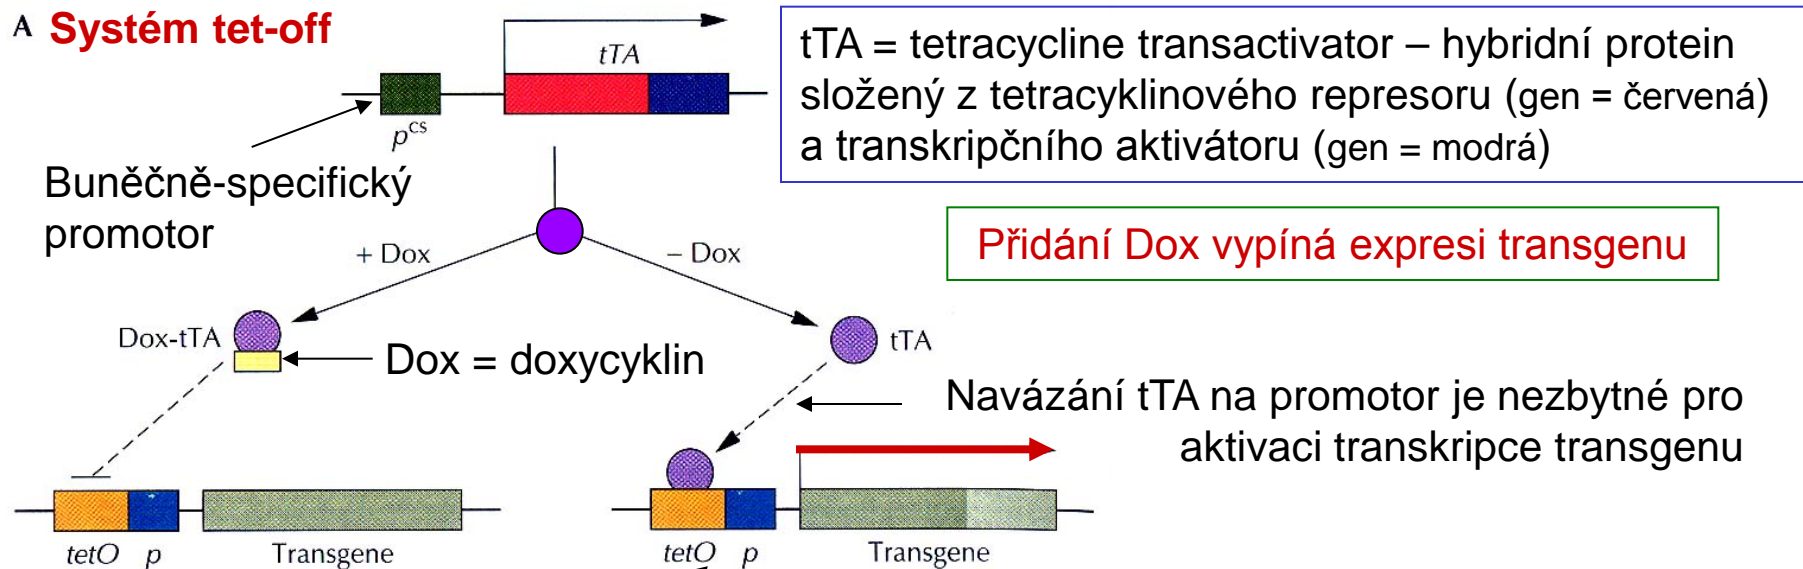 A Systém tet-off
tTA
p^cs
tTA = tetracycline transactivator – hybridní protein
složený z tetracyklinového represoru (gen = červená)
a transkripčního aktivátoru (gen = modrá)
Buněčně-specifický
promotor
Přidání Dox vypíná expresi transgenu
+ Dox
– Dox
Dox-tTA
Dox = doxycyklin
tTA
Navázání tTA na promotor je nezbytné pro
aktivaci transkripce transgenu
tetO p Transgene
tetO p Transgene